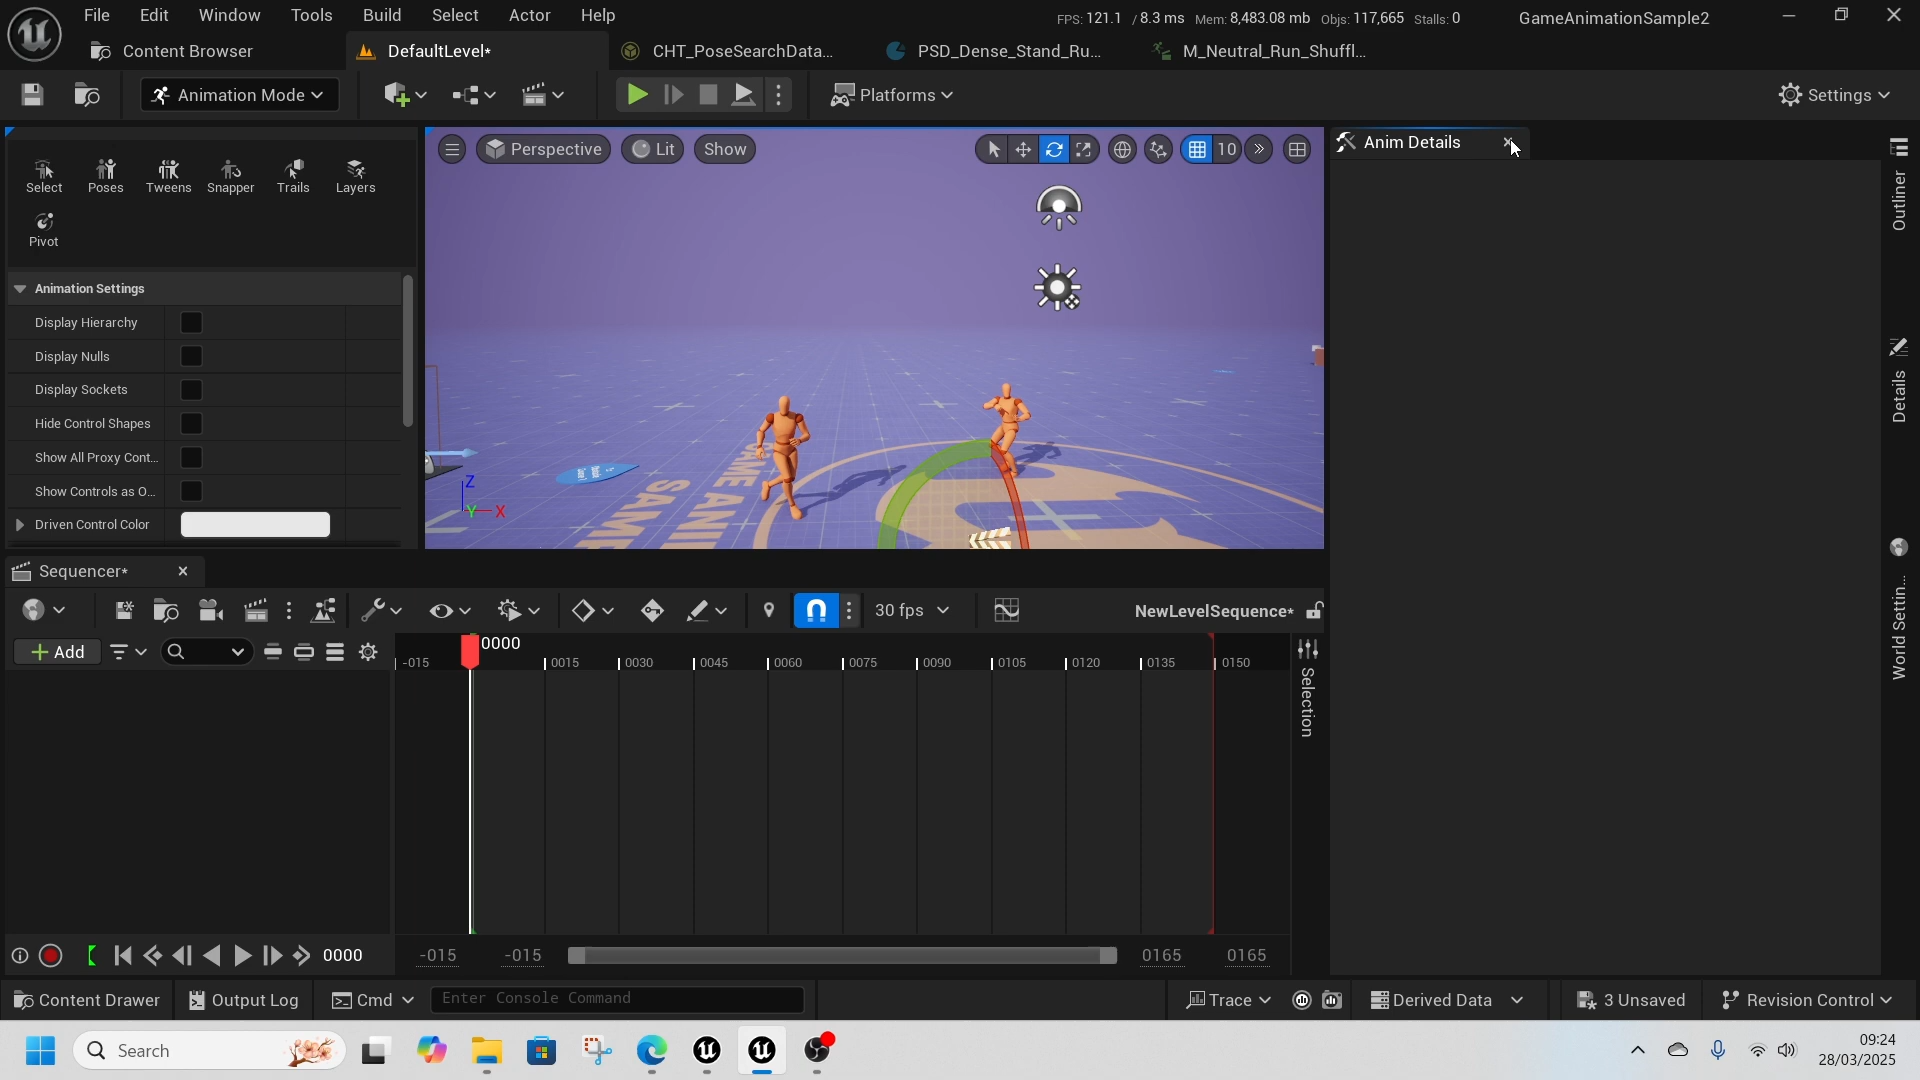 File Edit Window Tools Build Select Actor Help
FPS: 121.1 / 8.3 ms Mem: 8,483.08 mb Objs: 117,665 Stalls: 0 GameAnimationSample2
Content Browser
DefaultLevel*
CHT_PoseSearchData...
PSD_Dense_Stand_Ru...
M_Neutral_Run_Shuffl...
Animation Mode
Platforms
Settings
Select Poses Tweens Snapper Trails Layers
Pivot
Perspective Lit Show 10
Anim Details
Outliner
Details
World Settin...
Animation Settings
Display Hierarchy
Display Nulls
Display Sockets
Hide Control Shapes
Show All Proxy Cont...
Show Controls as O...
Driven Control Color
Z
Y X
GAME ANI
SAM
Sequencer*
30 fps
NewLevelSequence*
+ Add
0000
-015 0015 0030 0045 0060 0075 0090 0105 0120 0135 0150
Selection
0000 -015 -015 0165 0165
Content Drawer Output Log Cmd Enter Console Command Trace Derived Data 3 Unsaved Revision Control
Search
09:24
28/03/2025